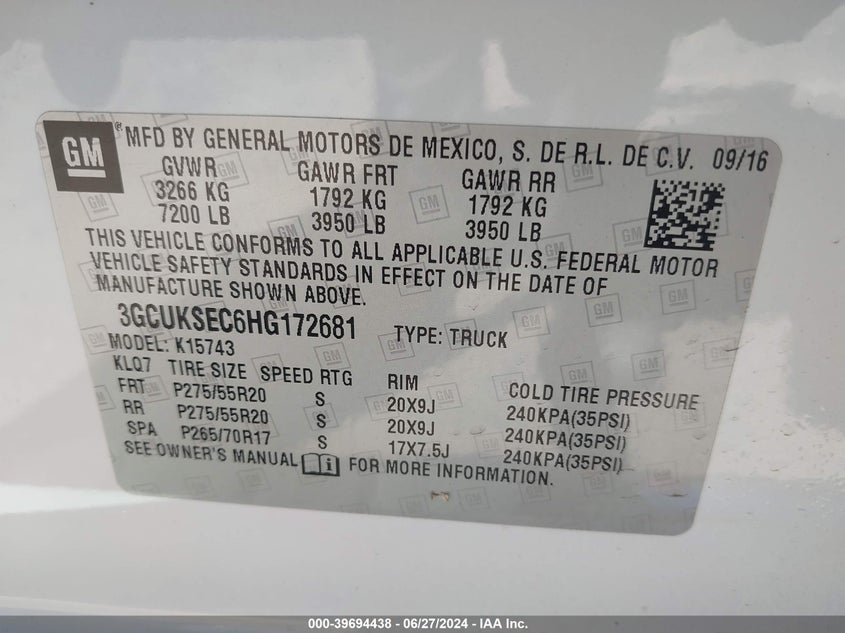 GM ® MFD BY GENERAL MOTORS DE MEXICO, S. DE R.L. DE C.V. 09/16
GVWR GAWR FRT GAWR RR
3266 KG 1792 KG 1792 KG
7200 LB 3950 LB 3950 LB
THIS VEHICLE CONFORMS TO ALL APPLICABLE U.S. FEDERAL MOTOR
VEHICLE SAFETY STANDARDS IN EFFECT ON THE DATE OF
MANUFACTURE SHOWN ABOVE.
3GCUKSEC6HG172681 TYPE: TRUCK
MODEL: K15743
KLQ7 TIRE SIZE SPEED RTG RIM COLD TIRE PRESSURE
FRT P275/55R20 S 20X9J 240KPA(35PSI)
RR P275/55R20 S 20X9J 240KPA(35PSI)
SPA P265/70R17 S 17X7.5J 240KPA(35PSI)
SEE OWNER'S MANUAL FOR MORE INFORMATION.
000-39694438 - 06/27/2024 - IAA Inc.